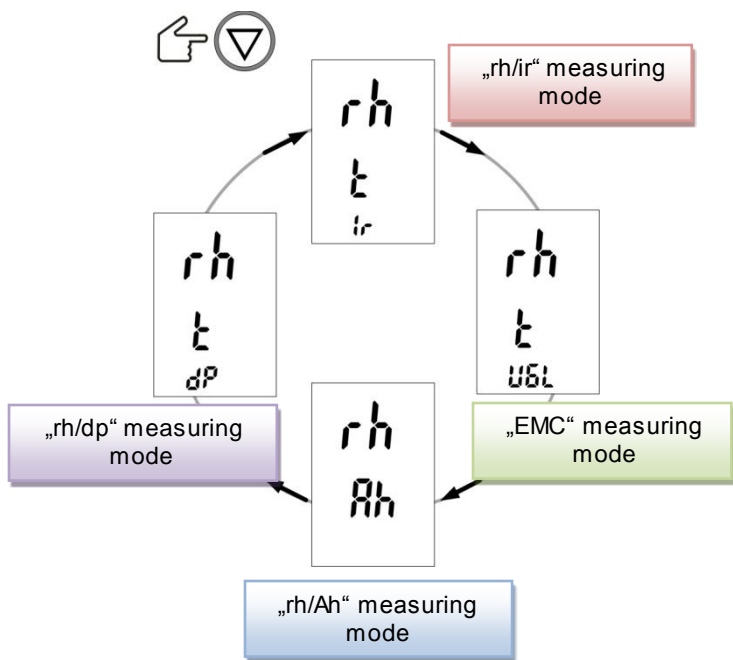 „rh/ir“ measuring
mode
rh
t
ir
rh
t
dP
rh
t
UGL
„rh/dp“ measuring
mode
rh
Ah
„EMC“ measuring
mode
„rh/Ah“ measuring
mode